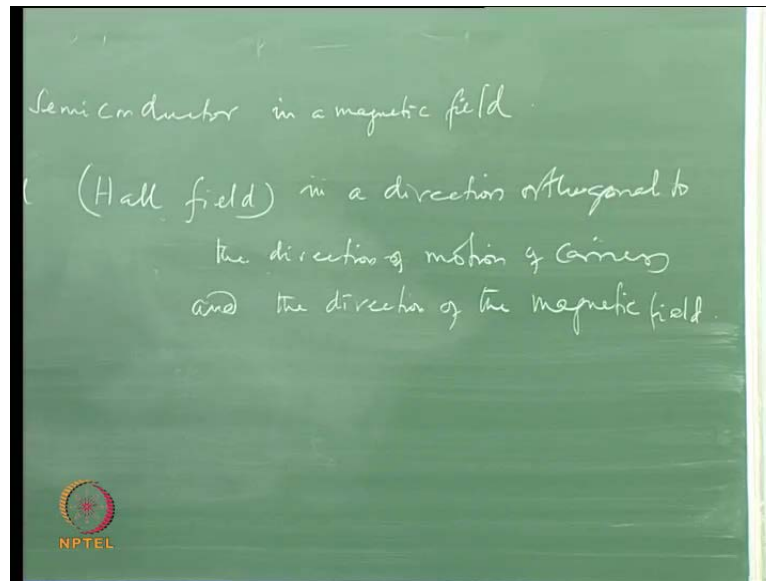 Semiconductor in a magnetic field.
(Hall field) in a direction orthogonal to
the direction of motion of carriers
and the direction of the magnetic field.
NPTEL